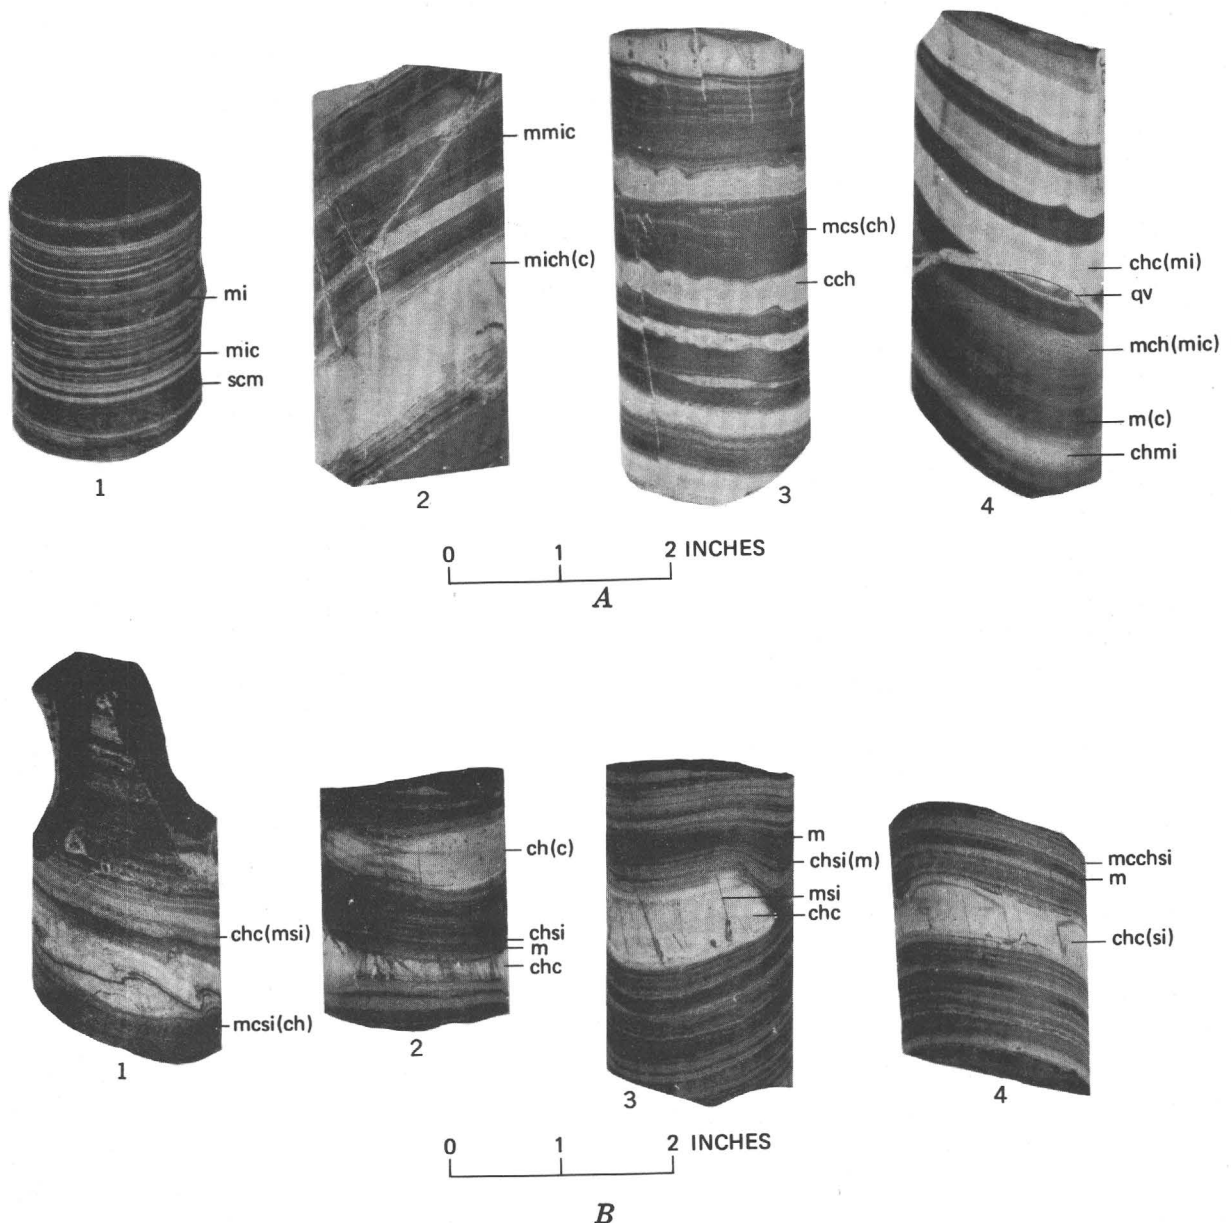 mi
mic
scm
1
mmic
mich(c)
2
mcs(ch)
cch
3
chc(mi)
qv
mch(mic)
m(c)
chmi
4
0 1 2 INCHES
A
chc(msi)
mcsi(ch)
1
ch(c)
chsi
m
chc
2
m
chsi(m)
msi
chc
3
mcchsi
m
chc(si)
4
0 1 2 INCHES
B